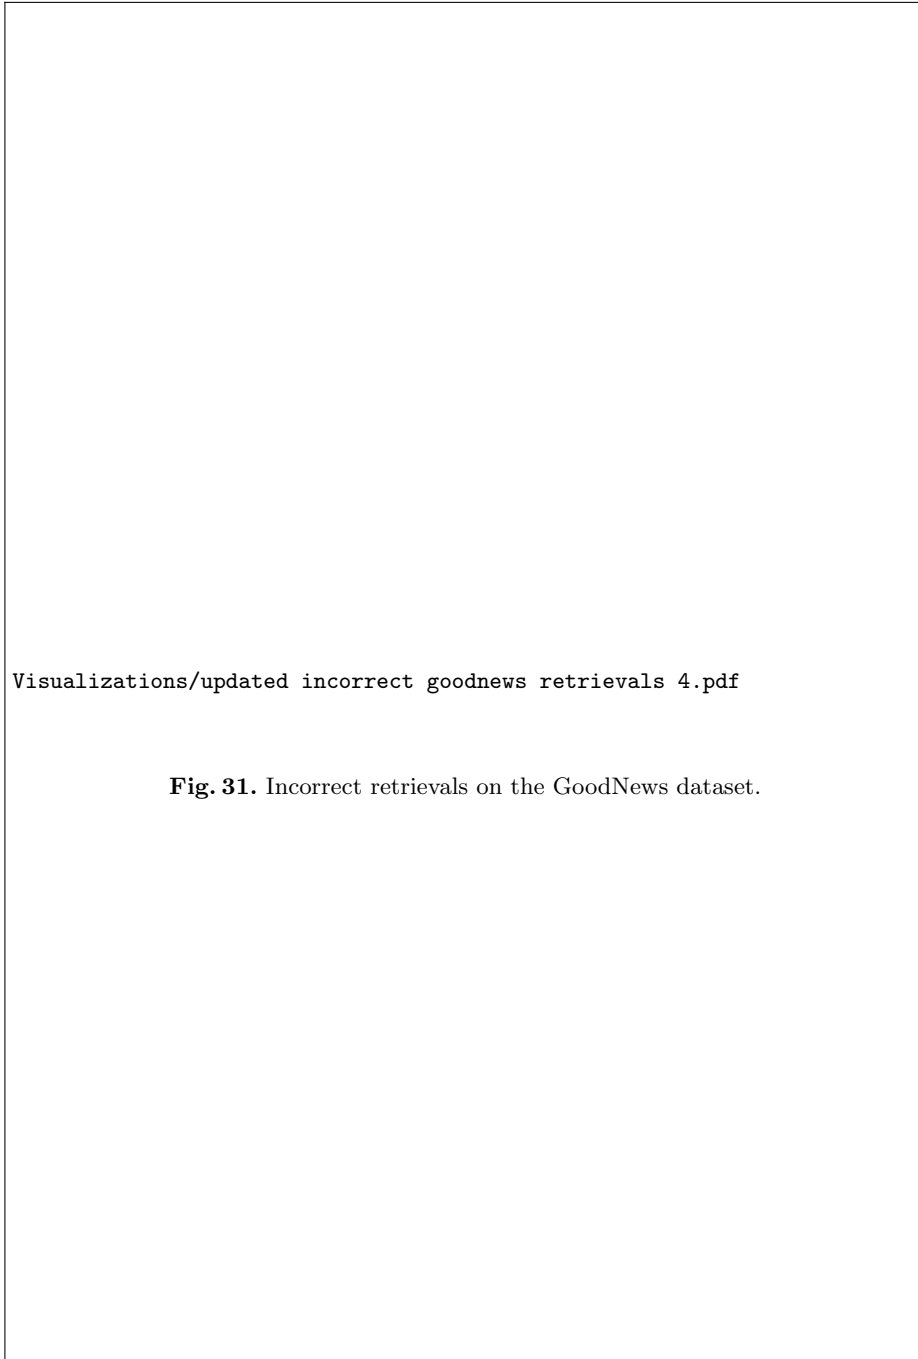 Visualizations/updated incorrect goodnews retrievals 4.pdf
Fig. 31. Incorrect retrievals on the GoodNews dataset.